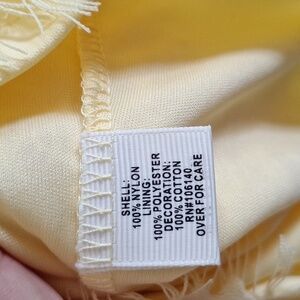 SHELL:
100% NYLON
LINING:
100% POLYESTER
DECORATION:
100% COTTON
RN#106140
OVER FOR CARE